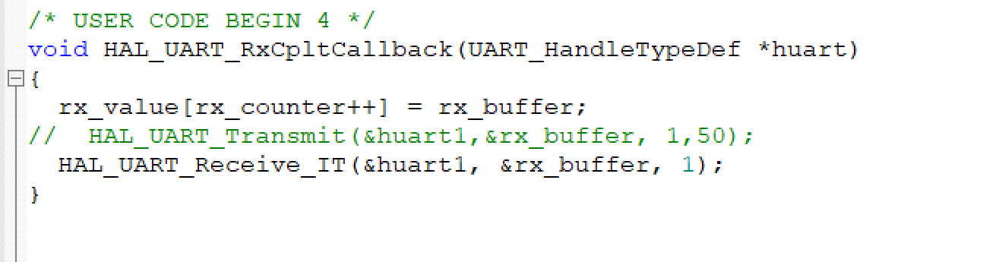 /* USER CODE BEGIN 4 */
void HAL_UART_RxCpltCallback(UART_HandleTypeDef *huart)
{
  rx_value[rx_counter++] = rx_buffer;
//  HAL_UART_Transmit(&huart1,&rx_buffer, 1,50);
  HAL_UART_Receive_IT(&huart1, &rx_buffer, 1);
}